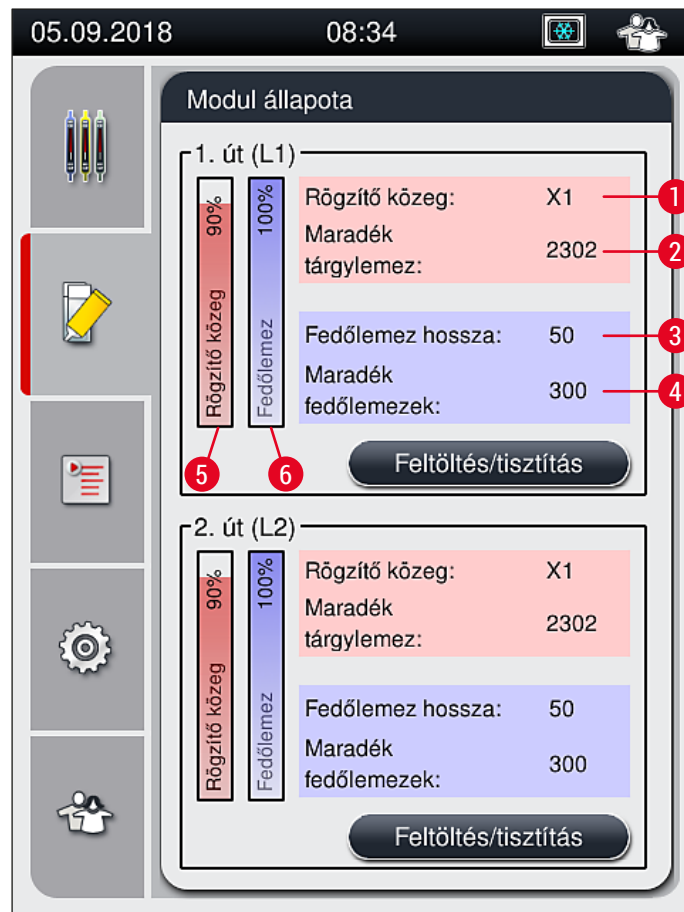 05.09.2018 08:34
Modul állapota
1. út (L1)
90%
Rögzítő közeg
100%
Fedőlemez
Rögzítő közeg: X1 1
Maradék
tárgylemez: 2302 2
Fedőlemez hossza: 50 3
Maradék
fedőlemezek: 300 4
5 6
Feltöltés/tisztítás
2. út (L2)
90%
Rögzítő közeg
100%
Fedőlemez
Rögzítő közeg: X1
Maradék
tárgylemez: 2302
Fedőlemez hossza: 50
Maradék
fedőlemezek: 300
Feltöltés/tisztítás